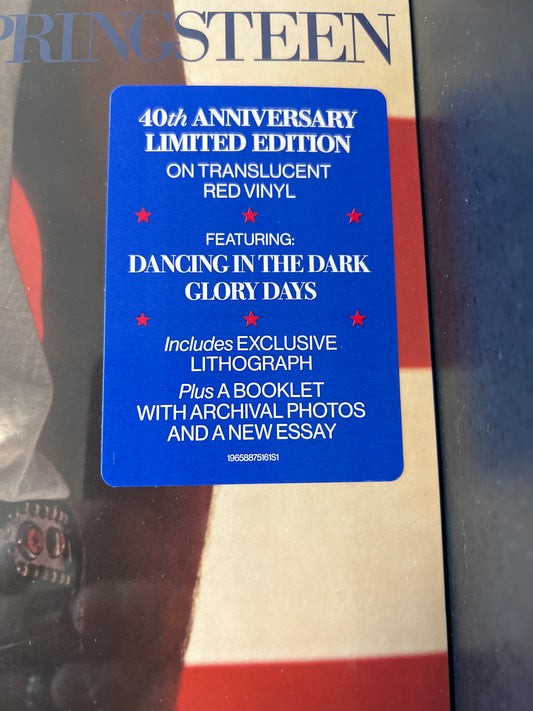 PRINGSTEEN
40th ANNIVERSARY
LIMITED EDITION
ON TRANSLUCENT
RED VINYL
FEATURING:
DANCING IN THE DARK
GLORY DAYS
Includes EXCLUSIVE
LITHOGRAPH
Plus A BOOKLET
WITH ARCHIVAL PHOTOS
AND A NEW ESSAY
19658875161S1